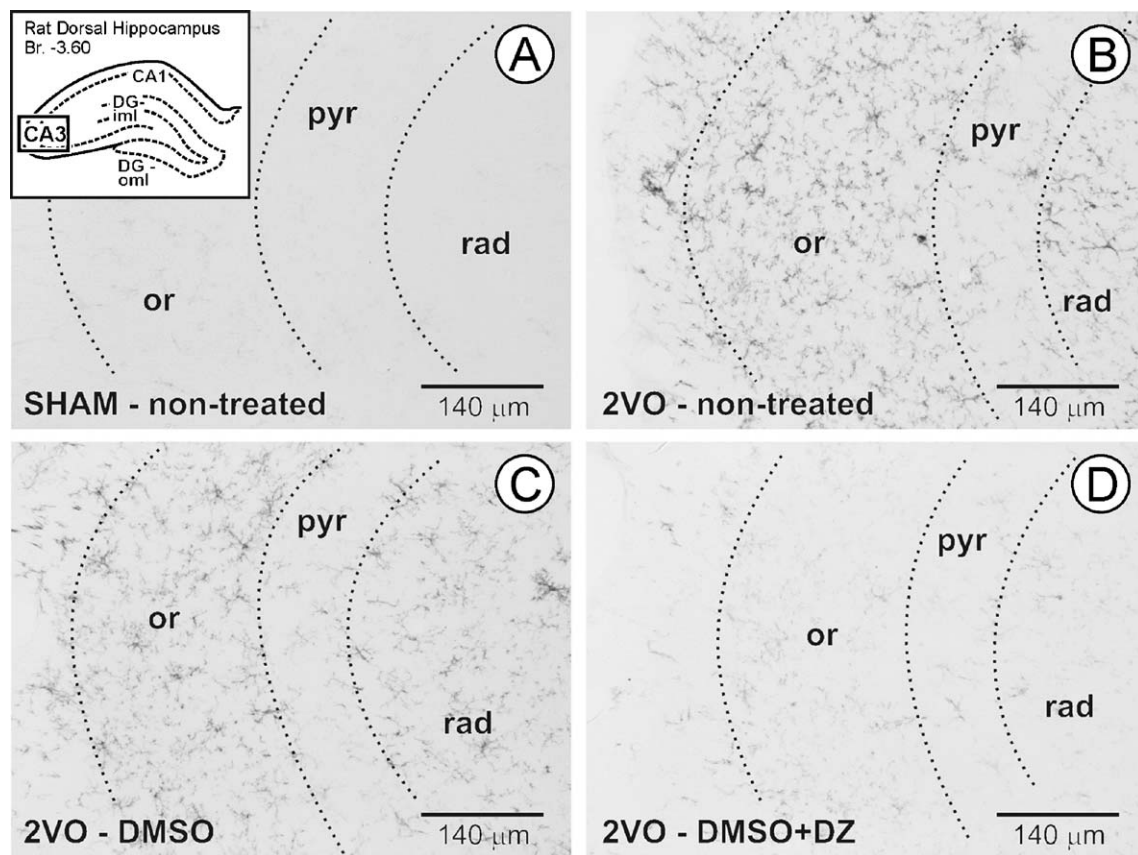 Rat Dorsal Hippocampus
Br. -3.60
CA1
DG-
iml
CA3
DG -
oml
A
pyr
rad
or
SHAM - non-treated
140 μm
B
pyr
or
rad
2VO - non-treated
140 μm
C
pyr
or
rad
2VO - DMSO
140 μm
D
pyr
or
rad
2VO - DMSO+DZ
140 μm